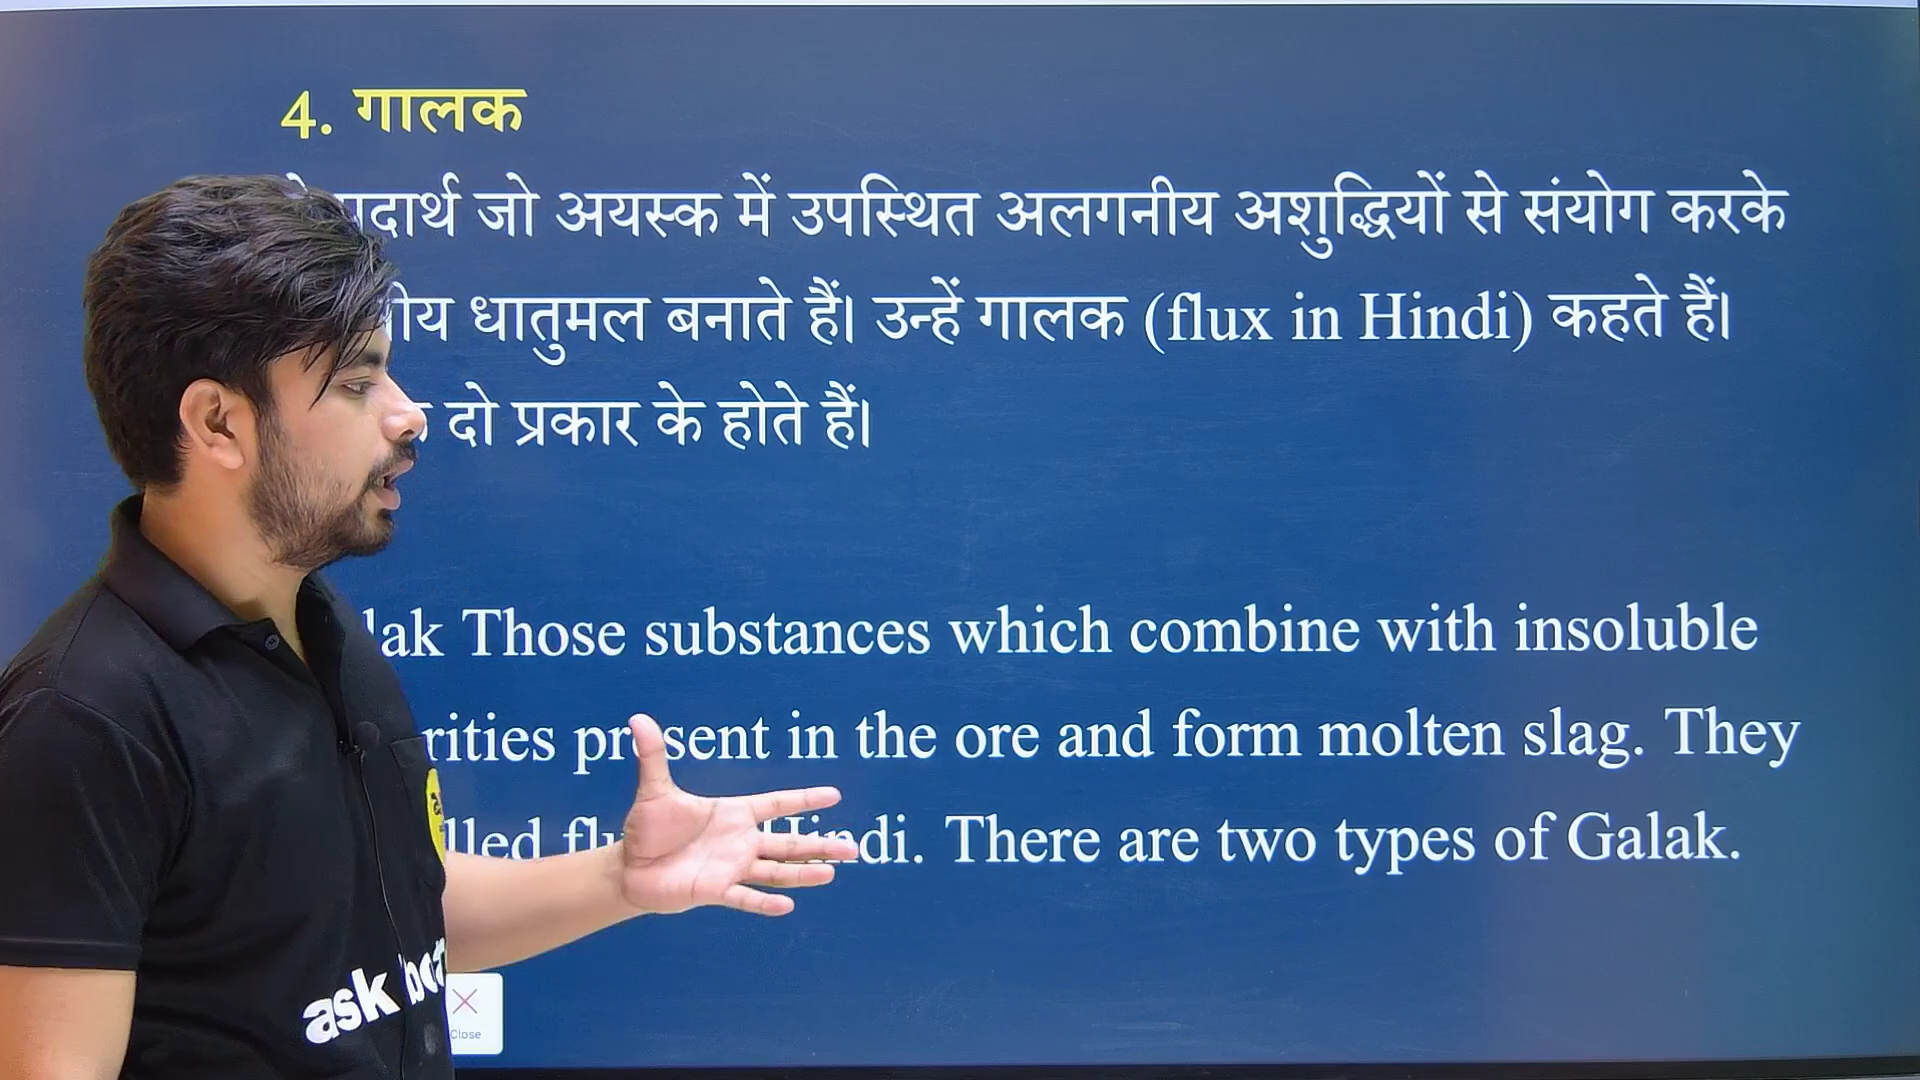 4. गालक
पदार्थ जो अयस्क में उपस्थित अलगनीय अशुद्धियों से संयोग करके
धातुमल बनाते हैं। उन्हें गालक (flux in Hindi) कहते हैं।
दो प्रकार के होते हैं।
Those substances which combine with insoluble
present in the ore and form molten slag. They
Hindi. There are two types of Galak.
ask
Close